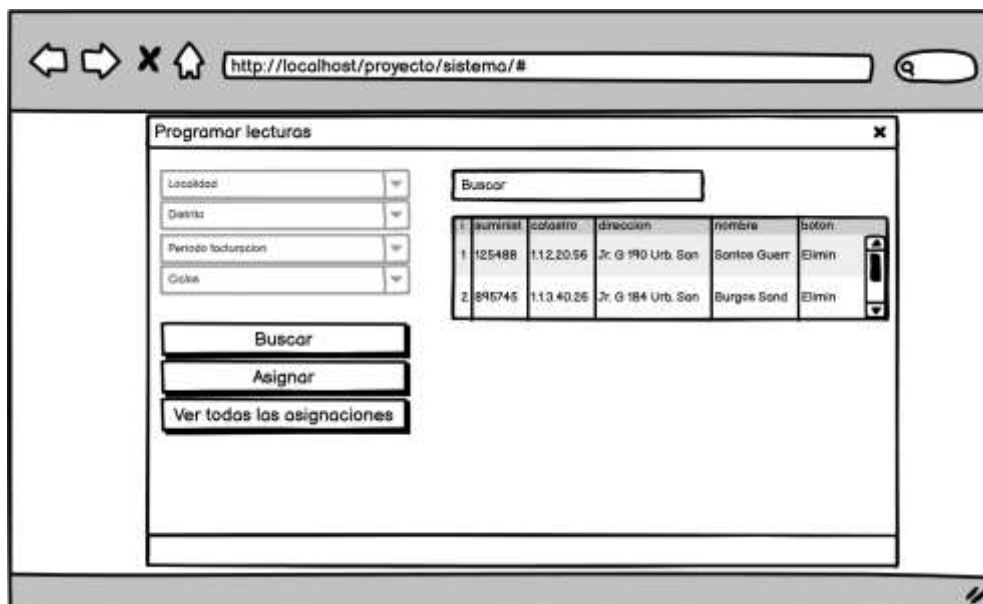 http://localhost/proyecto/sistema/#
Programar lecturas
Localidad
Distrito
Periodo facturacion
Ciclos
Buscar
Asignar
Ver todas las asignaciones
Buscar
i suminist catastro direccion nombre boton
1 125488 1.1.2.20.56 Jr. G 190 Urb. San Santos Guerr Elimin
2 895745 1.1.3.40.26 Jr. G 184 Urb. San Burgos Sand Elimin